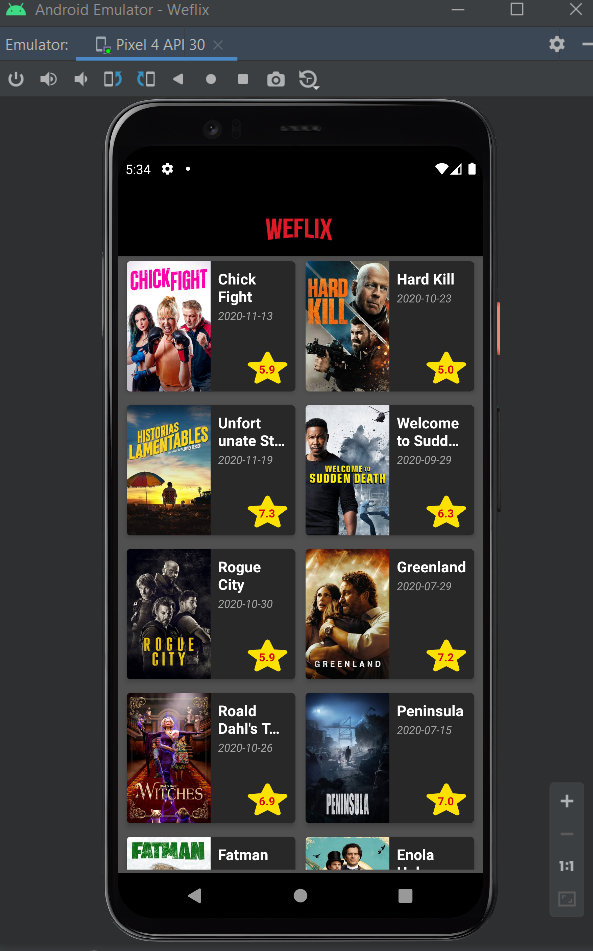 Android Emulator - Weflix
Emulator:
Pixel 4 API 30
5:34
WEFLIX
CHICK FIGHT
Chick
Fight
2020-11-13
5.9
HARD
KILL
Hard Kill
2020-10-23
5.0
HISTORIAS
LAMENTABLES
Unfort
unate St...
2020-11-19
7.3
WELCOME TO
SUDDEN DEATH
Welcome
to Sudd...
2020-09-29
6.3
ROGUE
CITY
Rogue
City
2020-10-30
5.9
GREENLAND
Greenland
2020-07-29
7.2
WITCHES
Roald
Dahl's T...
2020-10-26
6.9
PENINSULA
Peninsula
2020-07-15
7.0
FATMAN
Fatman
Enola
1:1